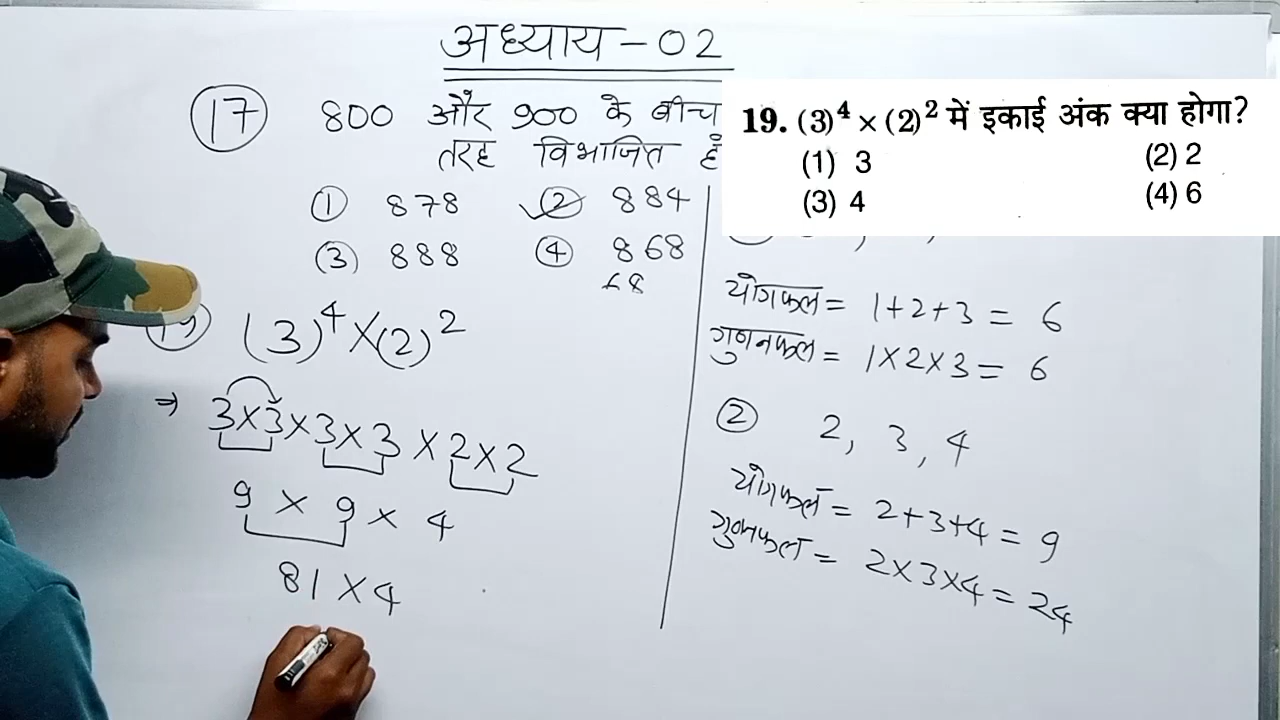 अध्याय - 02
17 800 और 900 के बीच
तरह विभाजित
1 878 2 884
3 888 4 868
68
19. (3)⁴ × (2)² में इकाई अंक क्या होगा?
(1) 3 (2) 2
(3) 4 (4) 6
(3)⁴ × (2)²
⇒ 3×3×3×3×2×2
9 × 9 × 4
81 × 4
योगफल = 1+2+3 = 6
गुणनफल = 1×2×3 = 6
2 2, 3, 4
योगफल = 2+3+4 = 9
गुणनफल = 2×3×4 = 24